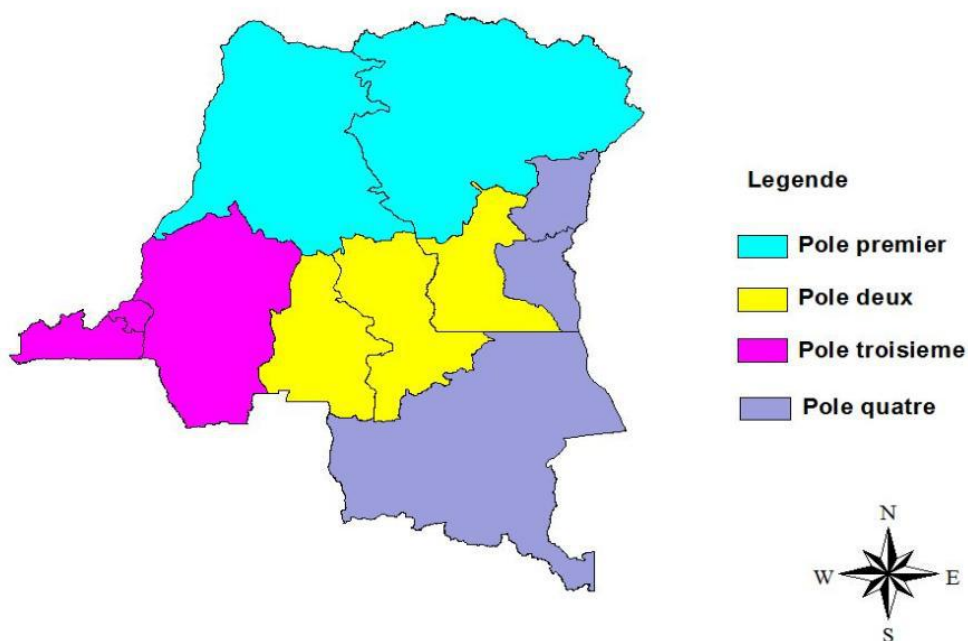 Legende
Pole premier
Pole deux
Pole troisieme
Pole quatre
N
W E
S